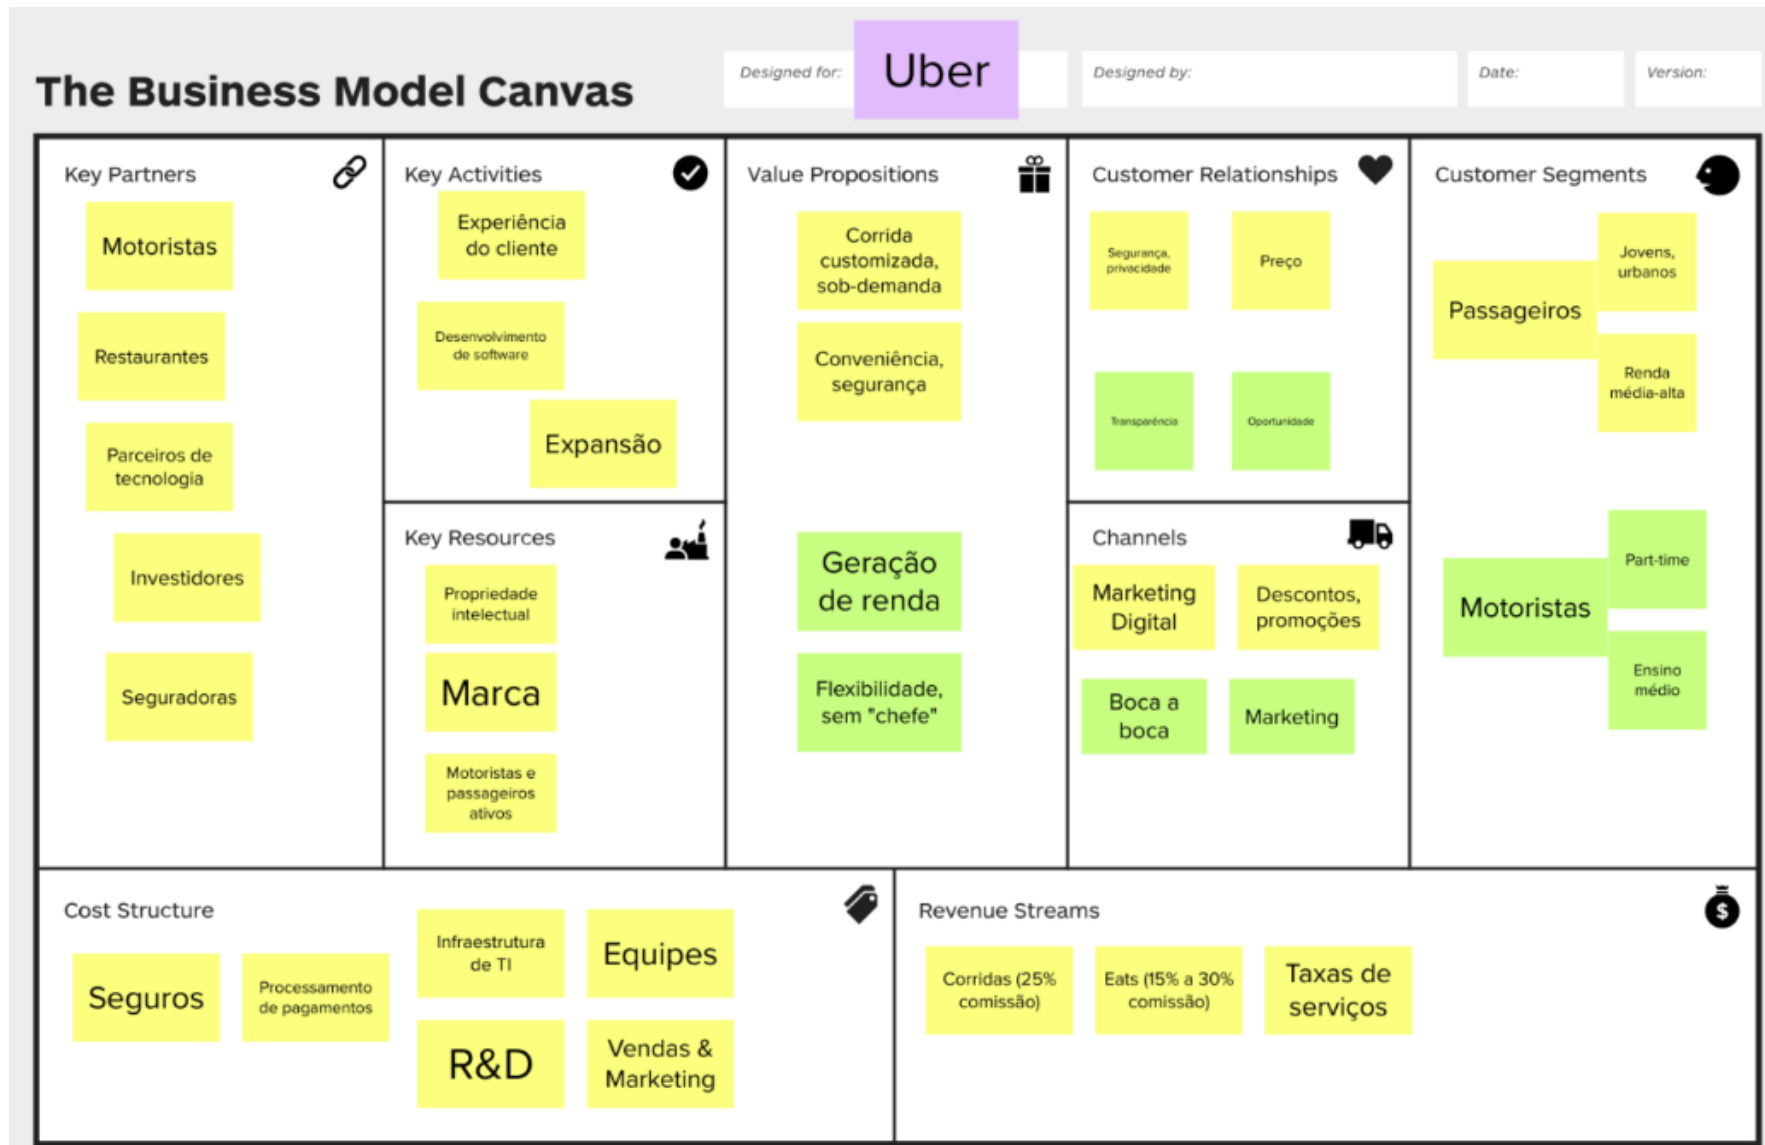 The Business Model Canvas
Designed for:
Uber
Designed by:
Date:
Version:
Key Partners
Motoristas
Restaurantes
Parceiros de
tecnologia
Investidores
Seguradoras
Key Activities
Experiência
do cliente
Desenvolvimento
de software
Expansão
Key Resources
Propriedade
intelectual
Marca
Motoristas e
passageiros
ativos
Value Propositions
Corrida
customizada,
sob-demanda
Conveniência,
segurança
Geração
de renda
Flexibilidade,
sem "chefe"
Customer Relationships
Segurança,
privacidade
Preço
Transparência
Oportunidade
Channels
Marketing
Digital
Descontos,
promoções
Boca a
boca
Marketing
Customer Segments
Passageiros
Jovens,
urbanos
Renda
média-alta
Motoristas
Part-time
Ensino
médio
Cost Structure
Seguros
Processamento
de pagamentos
Infraestrutura
de TI
Equipes
R&D
Vendas &
Marketing
Revenue Streams
$
Corridas (25%
comissão)
Eats (15% a 30%
comissão)
Taxas de
serviços